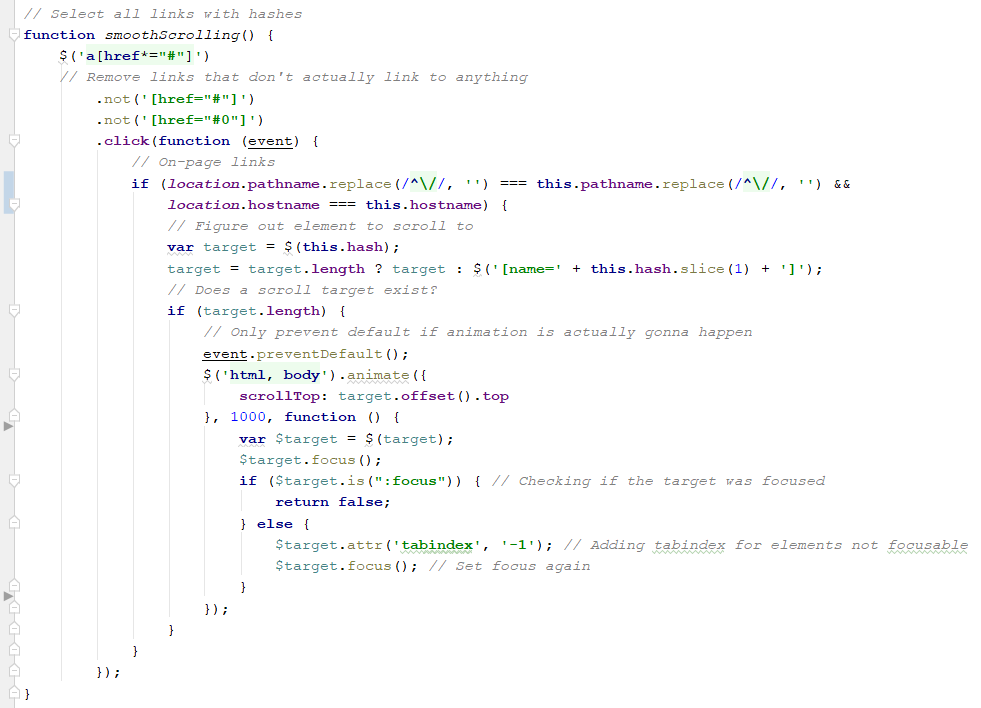 // Select all links with hashes
function smoothScrolling() {
    $('a[href*="#"]')
    // Remove links that don't actually link to anything
        .not('[href="#"]')
        .not('[href="#0"]')
        .click(function (event) {
            // On-page links
            if (location.pathname.replace(/^\//, '') === this.pathname.replace(/^\//, '') &&
                location.hostname === this.hostname) {
                // Figure out element to scroll to
                var target = $(this.hash);
                target = target.length ? target : $('[name=' + this.hash.slice(1) + ']');
                // Does a scroll target exist?
                if (target.length) {
                    // Only prevent default if animation is actually gonna happen
                    event.preventDefault();
                    $('html, body').animate({
                        scrollTop: target.offset().top
                    }, 1000, function () {
                        var $target = $(target);
                        $target.focus();
                        if ($target.is(":focus")) { // Checking if the target was focused
                            return false;
                        } else {
                            $target.attr('tabindex', '-1'); // Adding tabindex for elements not focusable
                            $target.focus(); // Set focus again
                        }
                    });
                }
            }
        });
}